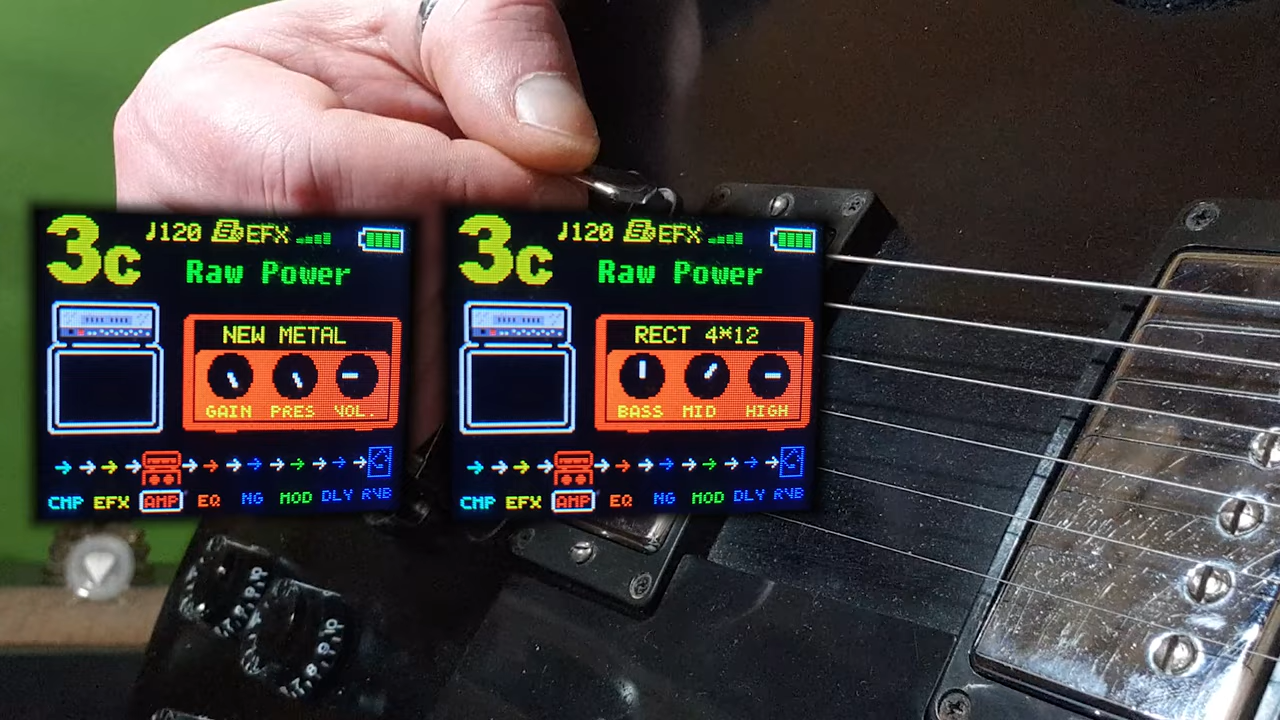 3c ♩120 EFX
Raw Power
NEW METAL
GAIN PRES VOL.
CMP EFX AMP EQ NG MOD DLY RVB
3c ♩120 EFX
Raw Power
RECT 4*12
BASS MID HIGH
CMP EFX AMP EQ NG MOD DLY RVB